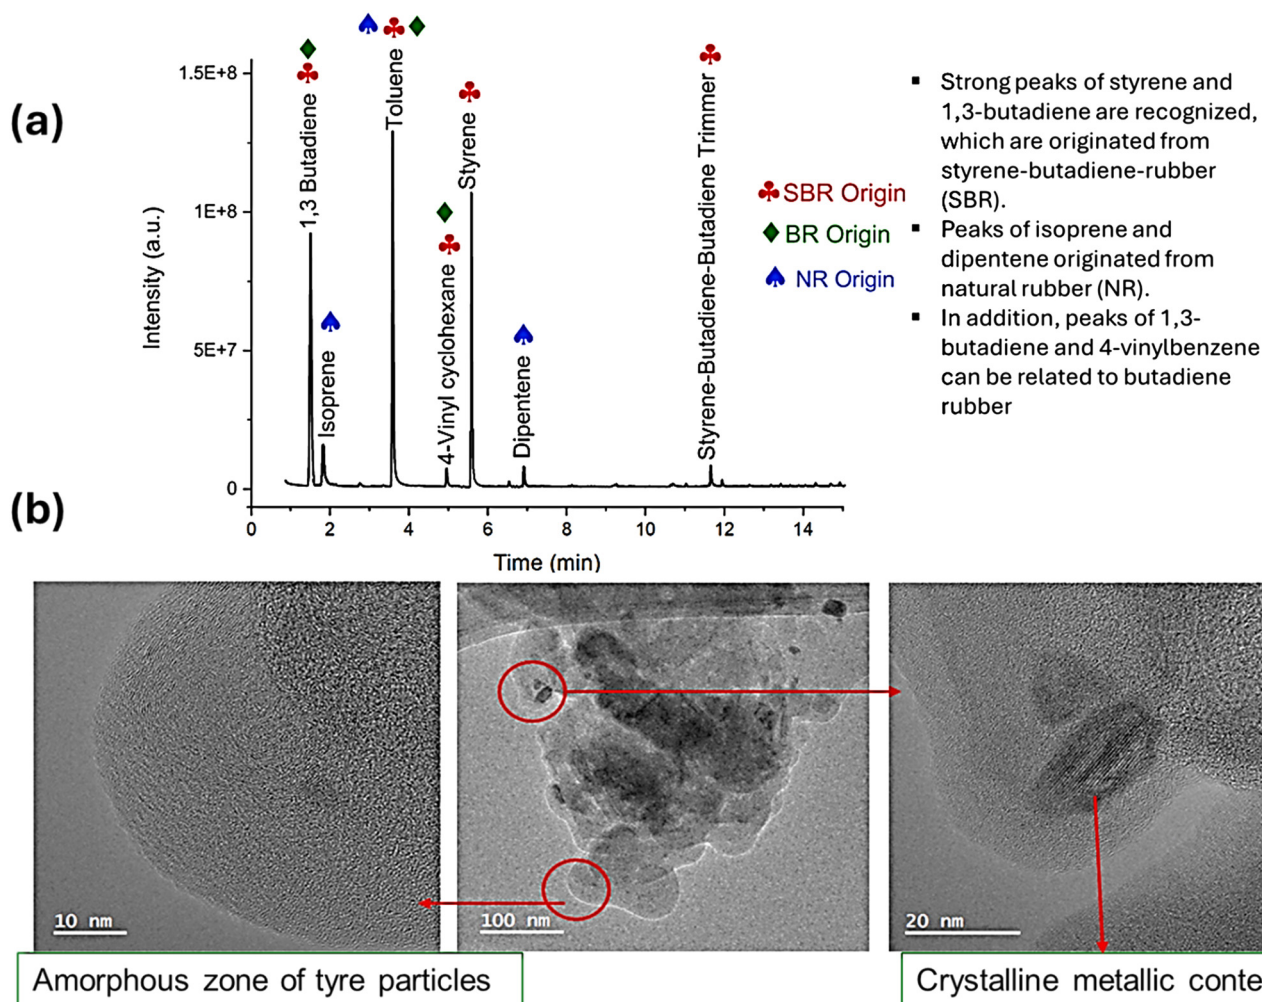 (a)
1.5E+8
1E+8
5E+7
0
Intensity (a.u.)
0
2
4
6
8
10
12
14
Time (min)
1,3 Butadiene
Isoprene
Toluene
4-Vinyl cyclohexane
Styrene
Dipentene
Styrene-Butadiene-Butadiene Trimmer
SBR Origin
BR Origin
NR Origin
▪ Strong peaks of styrene and
1,3-butadiene are recognized,
which are originated from
styrene-butadiene-rubber
(SBR).
▪ Peaks of isoprene and
dipentene originated from
natural rubber (NR).
▪ In addition, peaks of 1,3-
butadiene and 4-vinylbenzene
can be related to butadiene
rubber
(b)
10 nm
100 nm
20 nm
Amorphous zone of tyre particles
Crystalline metallic conte